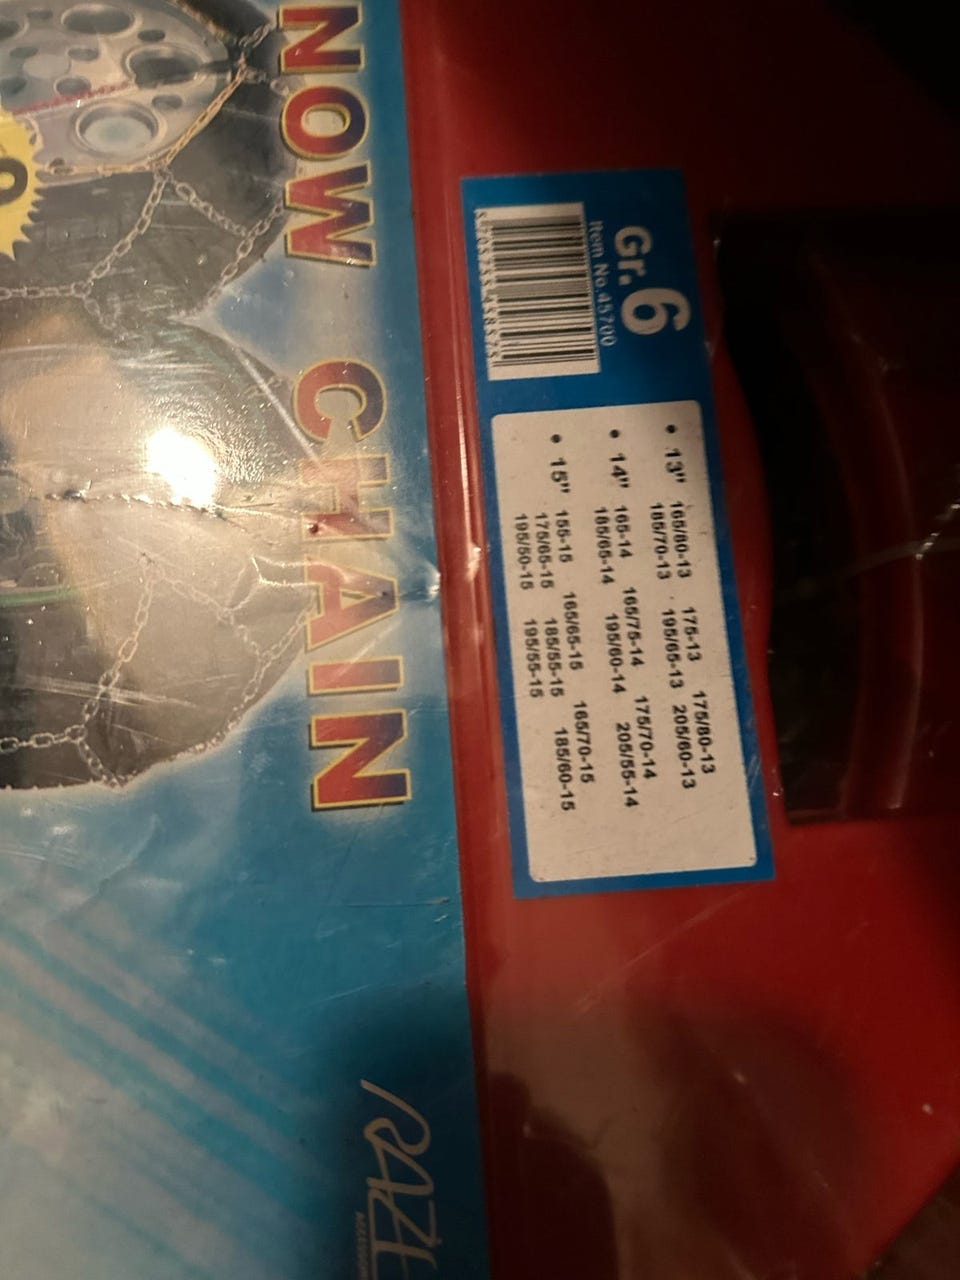 NOW CHAIN
Gr. 6
Item No.45700
• 13" 165/80-13 175-13 175/80-13
185/70-13 195/65-13 205/60-13
• 14" 165-14 165/75-14 175/70-14
185/65-14 195/60-14 205/55-14
• 15" 155-15 165/65-15 165/70-15
175/65-15 185/55-15 185/60-15
195/50-15 195/55-15